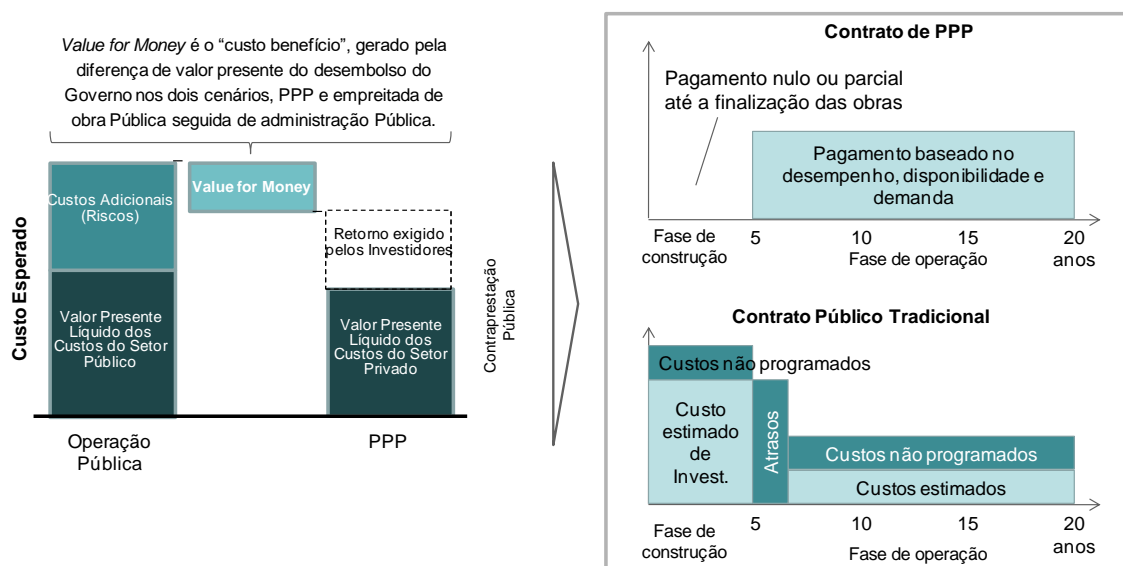 Value for Money é o “custo benefício”, gerado pela
diferença de valor presente do desembolso do
Governo nos dois cenários, PPP e empreitada de
obra Pública seguida de administração Pública.
Custo Esperado
Custos Adicionais
(Riscos)
Valor Presente
Líquido dos
Custos do Setor
Público
Value for Money
Retorno exigido
pelos Investidores
Valor Presente
Líquido dos
Custos do Setor
Privado
Contraprestação
Pública
Operação
Pública
PPP
Contrato de PPP
Pagamento nulo ou parcial
até a finalização das obras
Pagamento baseado no
desempenho, disponibilidade e
demanda
Fase de
construção
5
10
15
20
anos
Fase de operação
Contrato Público Tradicional
Custos não programados
Custo
estimado
de
Invest.
Atrasos
Custos não programados
Custos estimados
Fase de
construção
5
10
15
20
anos
Fase de operação